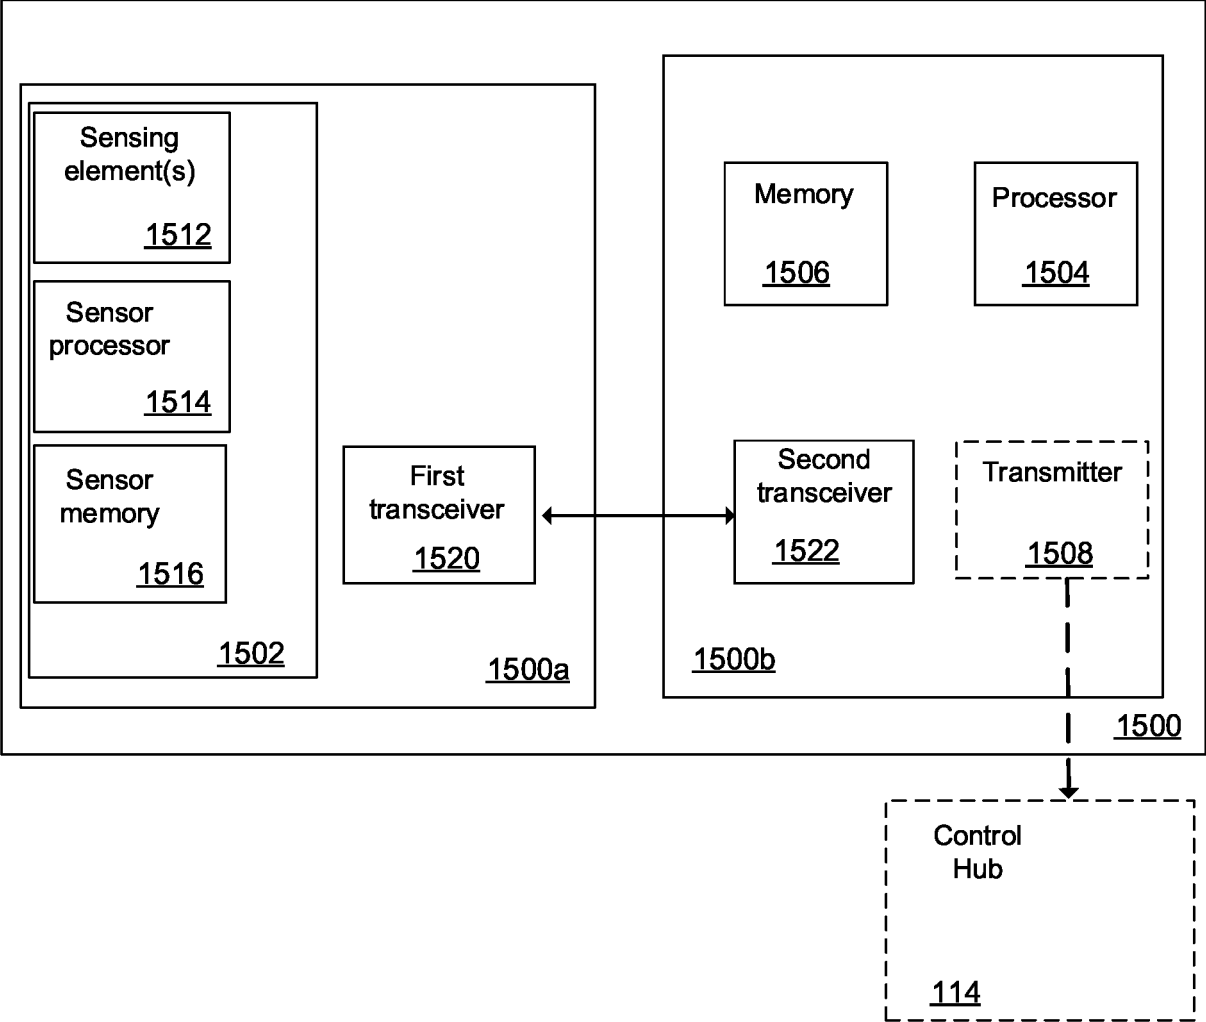 Sensing
element(s)
1512
Sensor
processor
1514
Sensor
memory
1516
1502
First
transceiver
1520
1500a
Memory
1506
Processor
1504
Second
transceiver
1522
Transmitter
1508
1500b
1500
Control
Hub
114